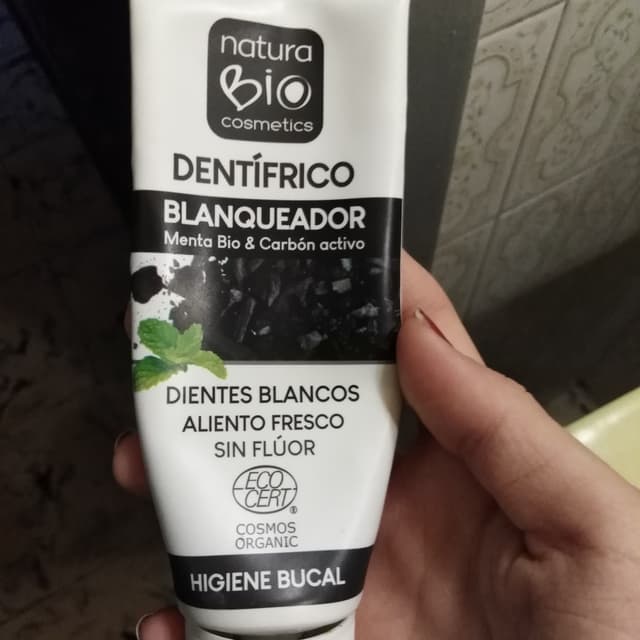 natura
BiO
cosmetics
DENTÍFRICO
BLANQUEADOR
Menta Bio & Carbón activo
DIENTES BLANCOS
ALIENTO FRESCO
SIN FLÚOR
ECO
CERT
®
COSMOS
ORGANIC
HIGIENE BUCAL